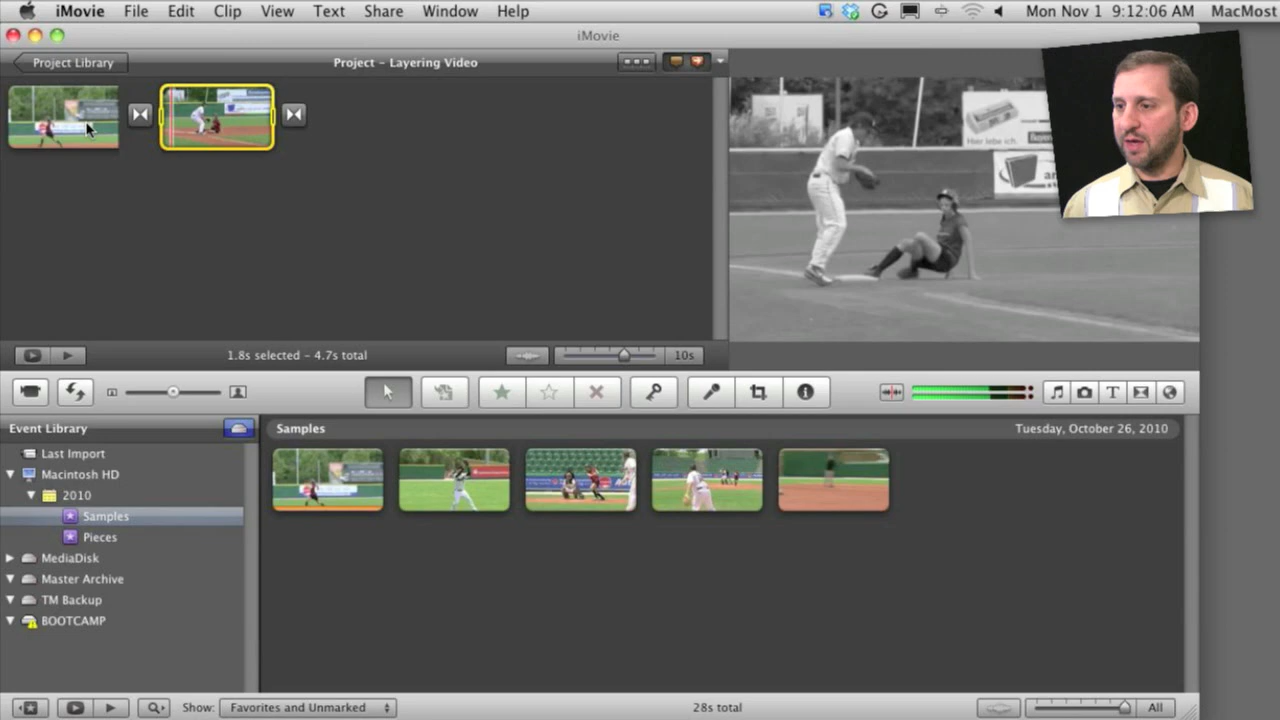 iMovie File Edit Clip View Text Share Window Help Mon Nov 1 9:12:06 AM MacMost
iMovie
Project Library Project – Layering Video
Hier lebe ich.
1.8s selected – 4.7s total 10s
Event Library Samples Tuesday, October 26, 2010
Last Import
Macintosh HD
2010
Samples
Pieces
MediaDisk
Master Archive
TM Backup
BOOTCAMP
Show: Favorites and Unmarked 28s total All